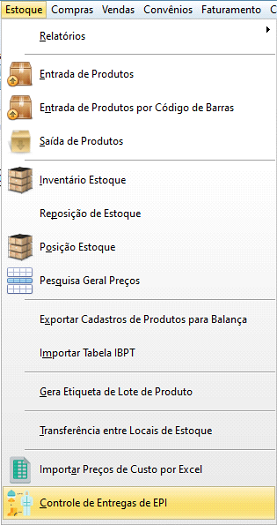 Estoque Compras Vendas Convênios Faturamento
Relatórios
Entrada de Produtos
Entrada de Produtos por Código de Barras
Saída de Produtos
Inventário Estoque
Reposição de Estoque
Posição Estoque
Pesquisa Geral Preços
Exportar Cadastros de Produtos para Balança
Importar Tabela IBPT
Gera Etiqueta de Lote de Produto
Transferência entre Locais de Estoque
Importar Preços de Custo por Excel
Controle de Entregas de EPI